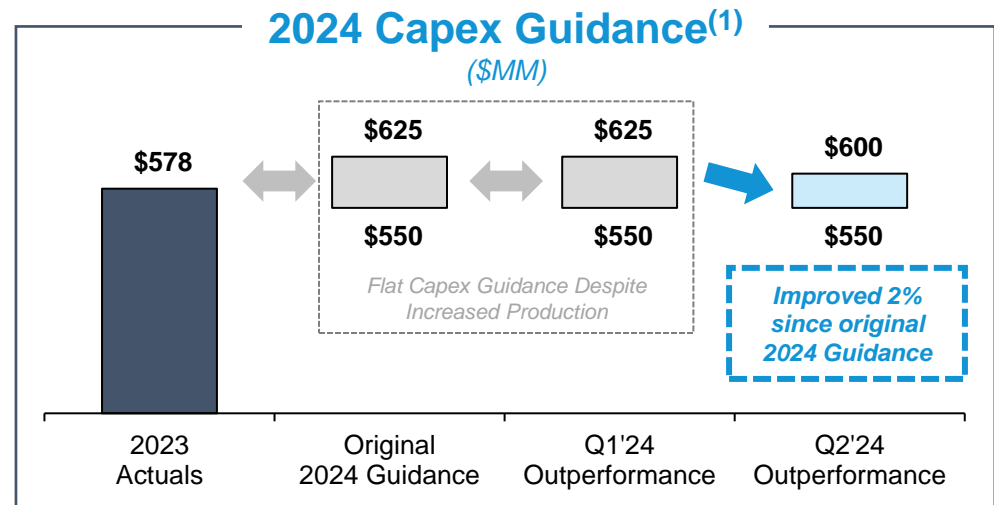 2024 Capex Guidance(1)
($MM)
$578
$625
$625
$600
$550
$550
$550
Flat Capex Guidance Despite
Increased Production
Improved 2%
since original
2024 Guidance
2023
Actuals
Original
2024 Guidance
Q1'24
Outperformance
Q2'24
Outperformance